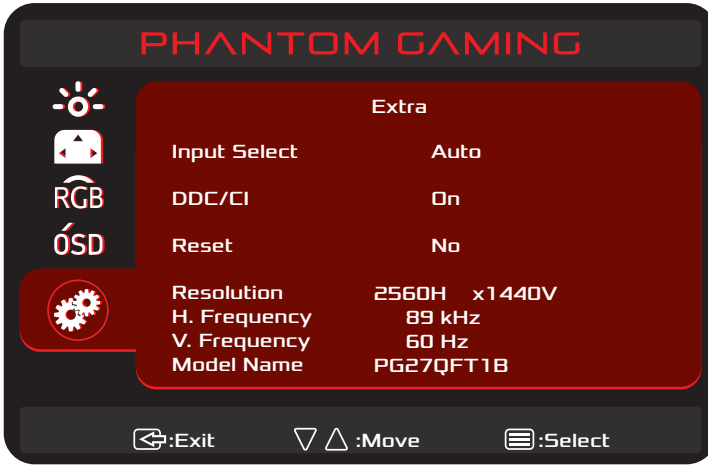 PHANTOM GAMING
Extra
Input Select Auto
RGB DDC/CI On
OSD Reset No
Resolution 2560H x1440V
H. Frequency 89 kHz
V. Frequency 60 Hz
Model Name PG27QFT1B
:Exit :Move :Select